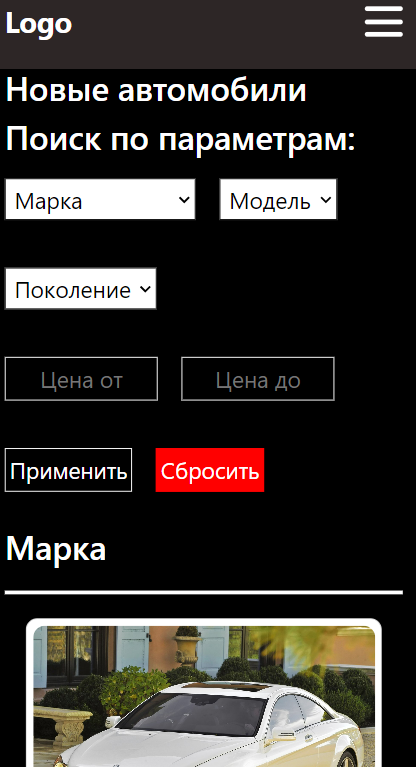 Logo
Новые автомобили
Поиск по параметрам:
Марка Модель
Поколение
Цена от Цена до
Применить Сбросить
Марка